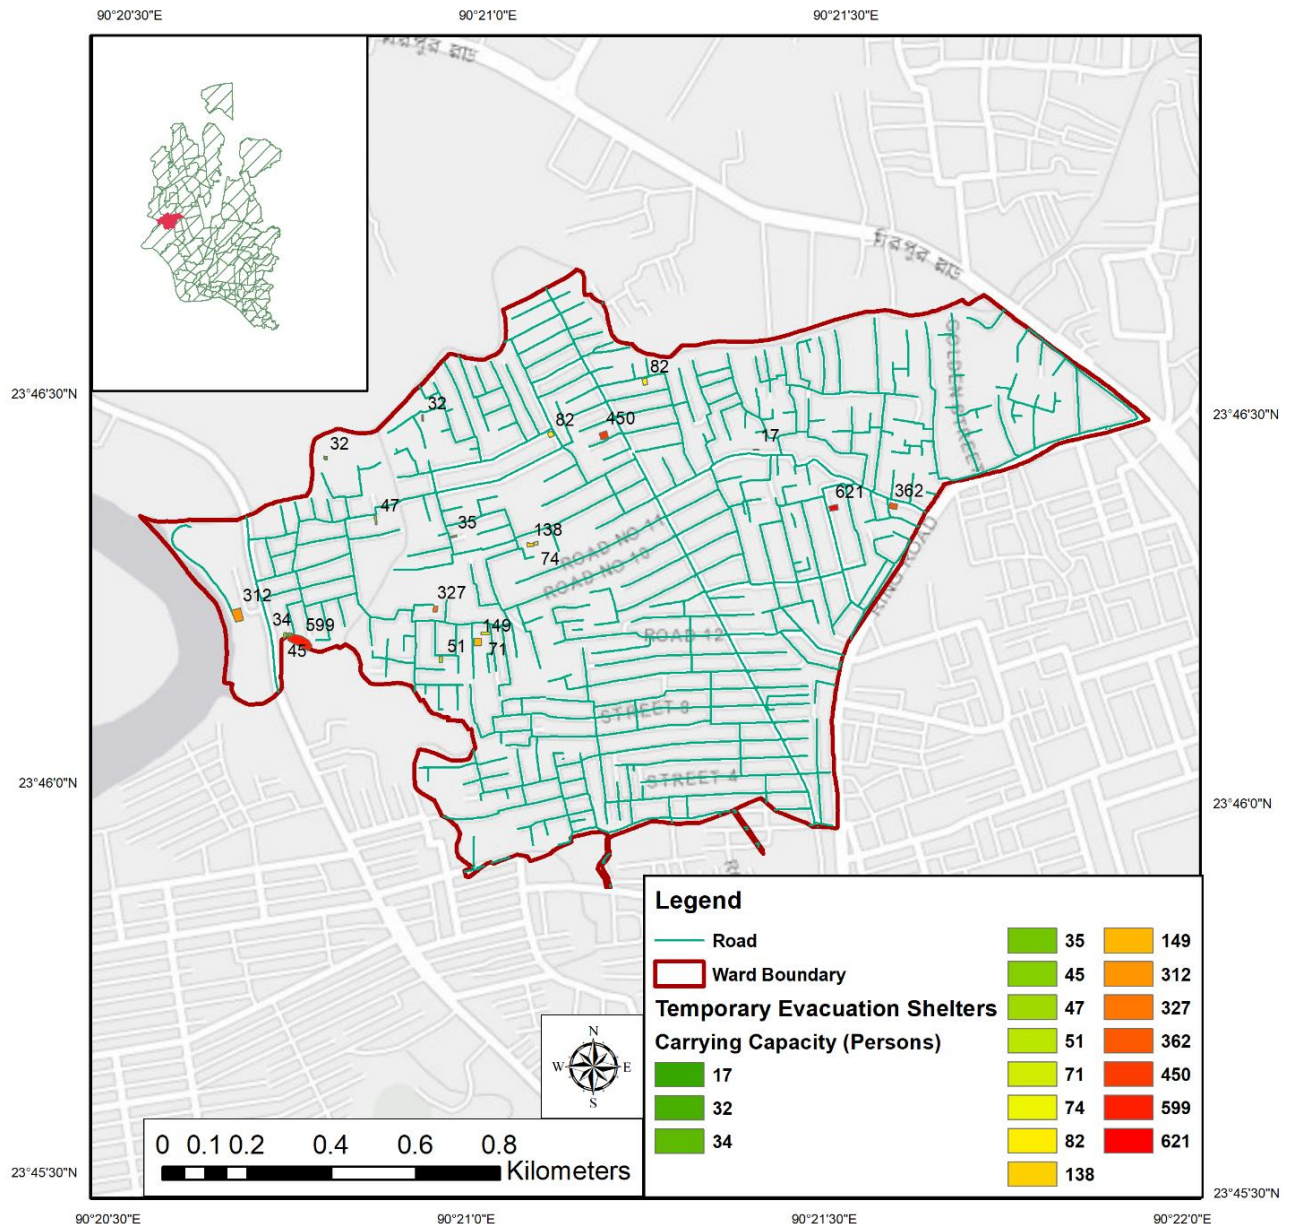 90°20'30"E 90°21'0"E 90°21'30"E
মিরপুর রোড
মিরপুর রোড
GOLDEN STREET
82
23°46'30"N
32
23°46'30"N
82
450
17
32
621
362
47
35
138
ROAD NO 11
74
ROAD NO 10
RING ROAD
327
312
34
599
149
ROAD 12
45
51
71
STREET 8
STREET 4
23°46'0"N
23°46'0"N
Legend
Road
Ward Boundary
Temporary Evacuation Shelters
Carrying Capacity (Persons)
17
32
34
35
45
47
51
71
74
82
138
149
312
327
362
450
599
621
N
W E
S
0 0.1 0.2 0.4 0.6 0.8
Kilometers
23°45'30"N
23°45'30"N
90°20'30"E 90°21'0"E 90°21'30"E 90°22'0"E